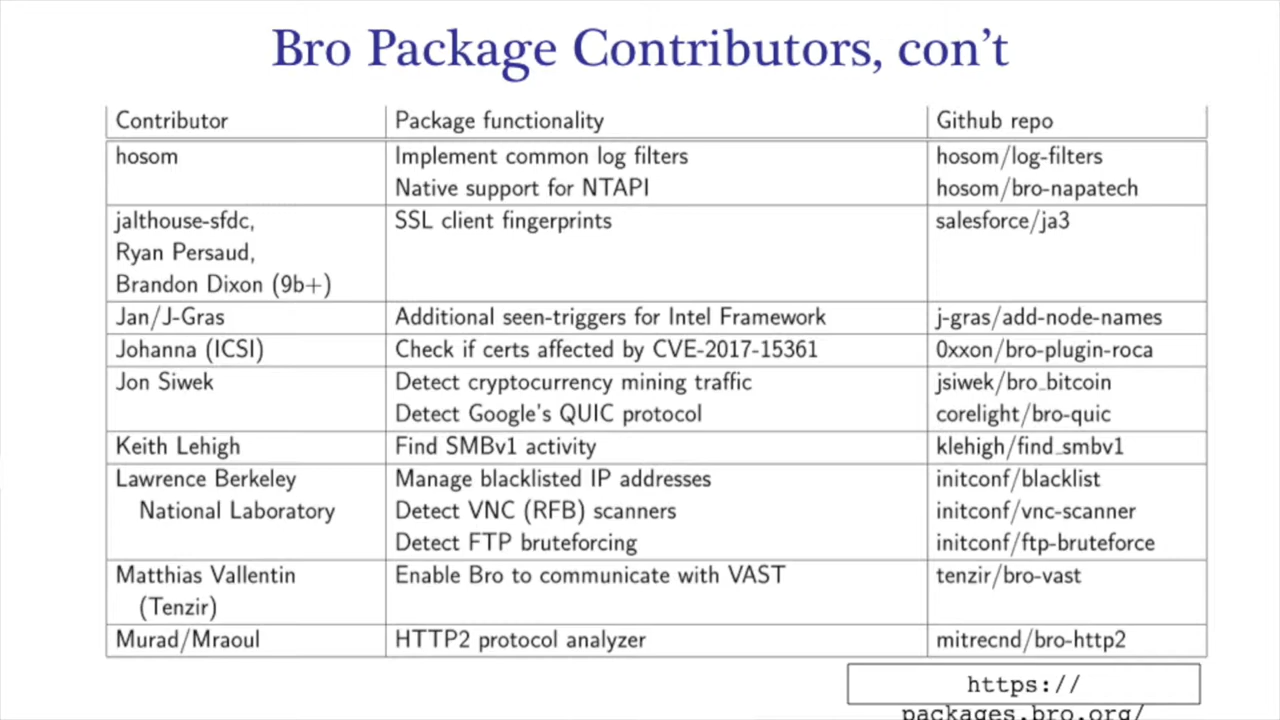 Bro Package Contributors, con't
Contributor Package functionality Github repo
hosom Implement common log filters hosom/log-filters
Native support for NTAPI hosom/bro-napatech
jalthouse-sfdc, SSL client fingerprints salesforce/ja3
Ryan Persaud,
Brandon Dixon (9b+)
Jan/J-Gras Additional seen-triggers for Intel Framework j-gras/add-node-names
Johanna (ICSI) Check if certs affected by CVE-2017-15361 0xxon/bro-plugin-roca
Jon Siwek Detect cryptocurrency mining traffic jsiwek/bro_bitcoin
Detect Google's QUIC protocol corelight/bro-quic
Keith Lehigh Find SMBv1 activity klehigh/find_smbv1
Lawrence Berkeley Manage blacklisted IP addresses initconf/blacklist
National Laboratory Detect VNC (RFB) scanners initconf/vnc-scanner
Detect FTP bruteforcing initconf/ftp-bruteforce
Matthias Vallentin Enable Bro to communicate with VAST tenzir/bro-vast
(Tenzir)
Murad/Mraoul HTTP2 protocol analyzer mitrecnd/bro-http2
https://
packages.bro.org/